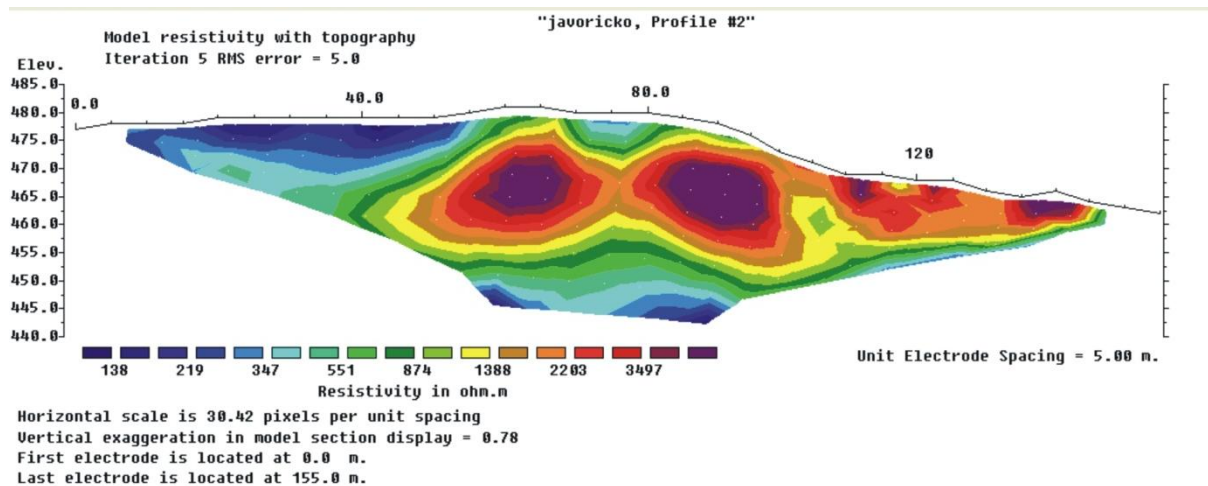 "javoricko, Profile #2"
Model resistivity with topography
Iteration 5 RMS error = 5.0
Elev.
485.0
480.0
475.0
470.0
465.0
460.0
455.0
450.0
445.0
440.0
0.0 40.0 80.0 120
138 219 347 551 874 1388 2203 3497
Resistivity in ohm.m
Unit Electrode Spacing = 5.00 m.
Horizontal scale is 30.42 pixels per unit spacing
Vertical exaggeration in model section display = 0.78
First electrode is located at 0.0 m.
Last electrode is located at 155.0 m.